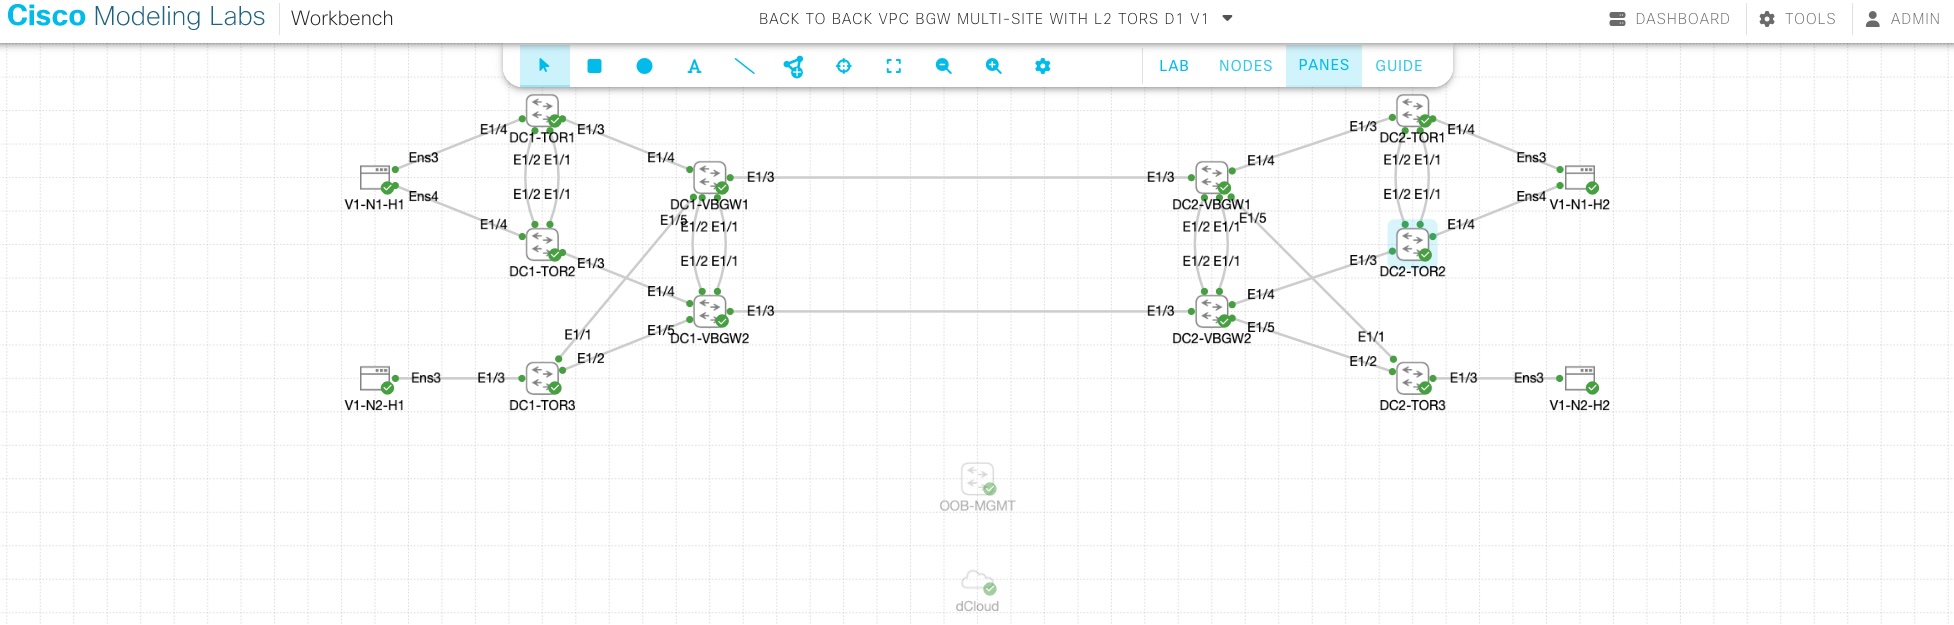 Cisco Modeling Labs Workbench BACK TO BACK VPC BGW MULTI-SITE WITH L2 TORS D1 V1 DASHBOARD TOOLS ADMIN
LAB NODES PANES GUIDE
E1/4 DC1-TOR1 E1/3
E1/3 DC2-TOR1 E1/4
Ens3 E1/2 E1/1 E1/4
E1/4 E1/2 E1/1 Ens3
E1/3 E1/3
V1-N1-H1 Ens4 E1/2 E1/1 DC1-VBGW1
DC2-VBGW1 E1/2 E1/1 Ens4 V1-N1-H2
E1/4 E1/5 E1/2 E1/1
E1/2 E1/1 E1/5 E1/4
DC1-TOR2 E1/3 E1/2 E1/1
E1/2 E1/1 E1/3 DC2-TOR2
E1/4 E1/4
E1/3 E1/3
E1/1 E1/5 DC1-VBGW2
DC2-VBGW2 E1/5 E1/1
E1/2 E1/2
Ens3 E1/3 E1/3 Ens3
V1-N2-H1 DC1-TOR3 DC2-TOR3 V1-N2-H2
OOB-MGMT
dCloud